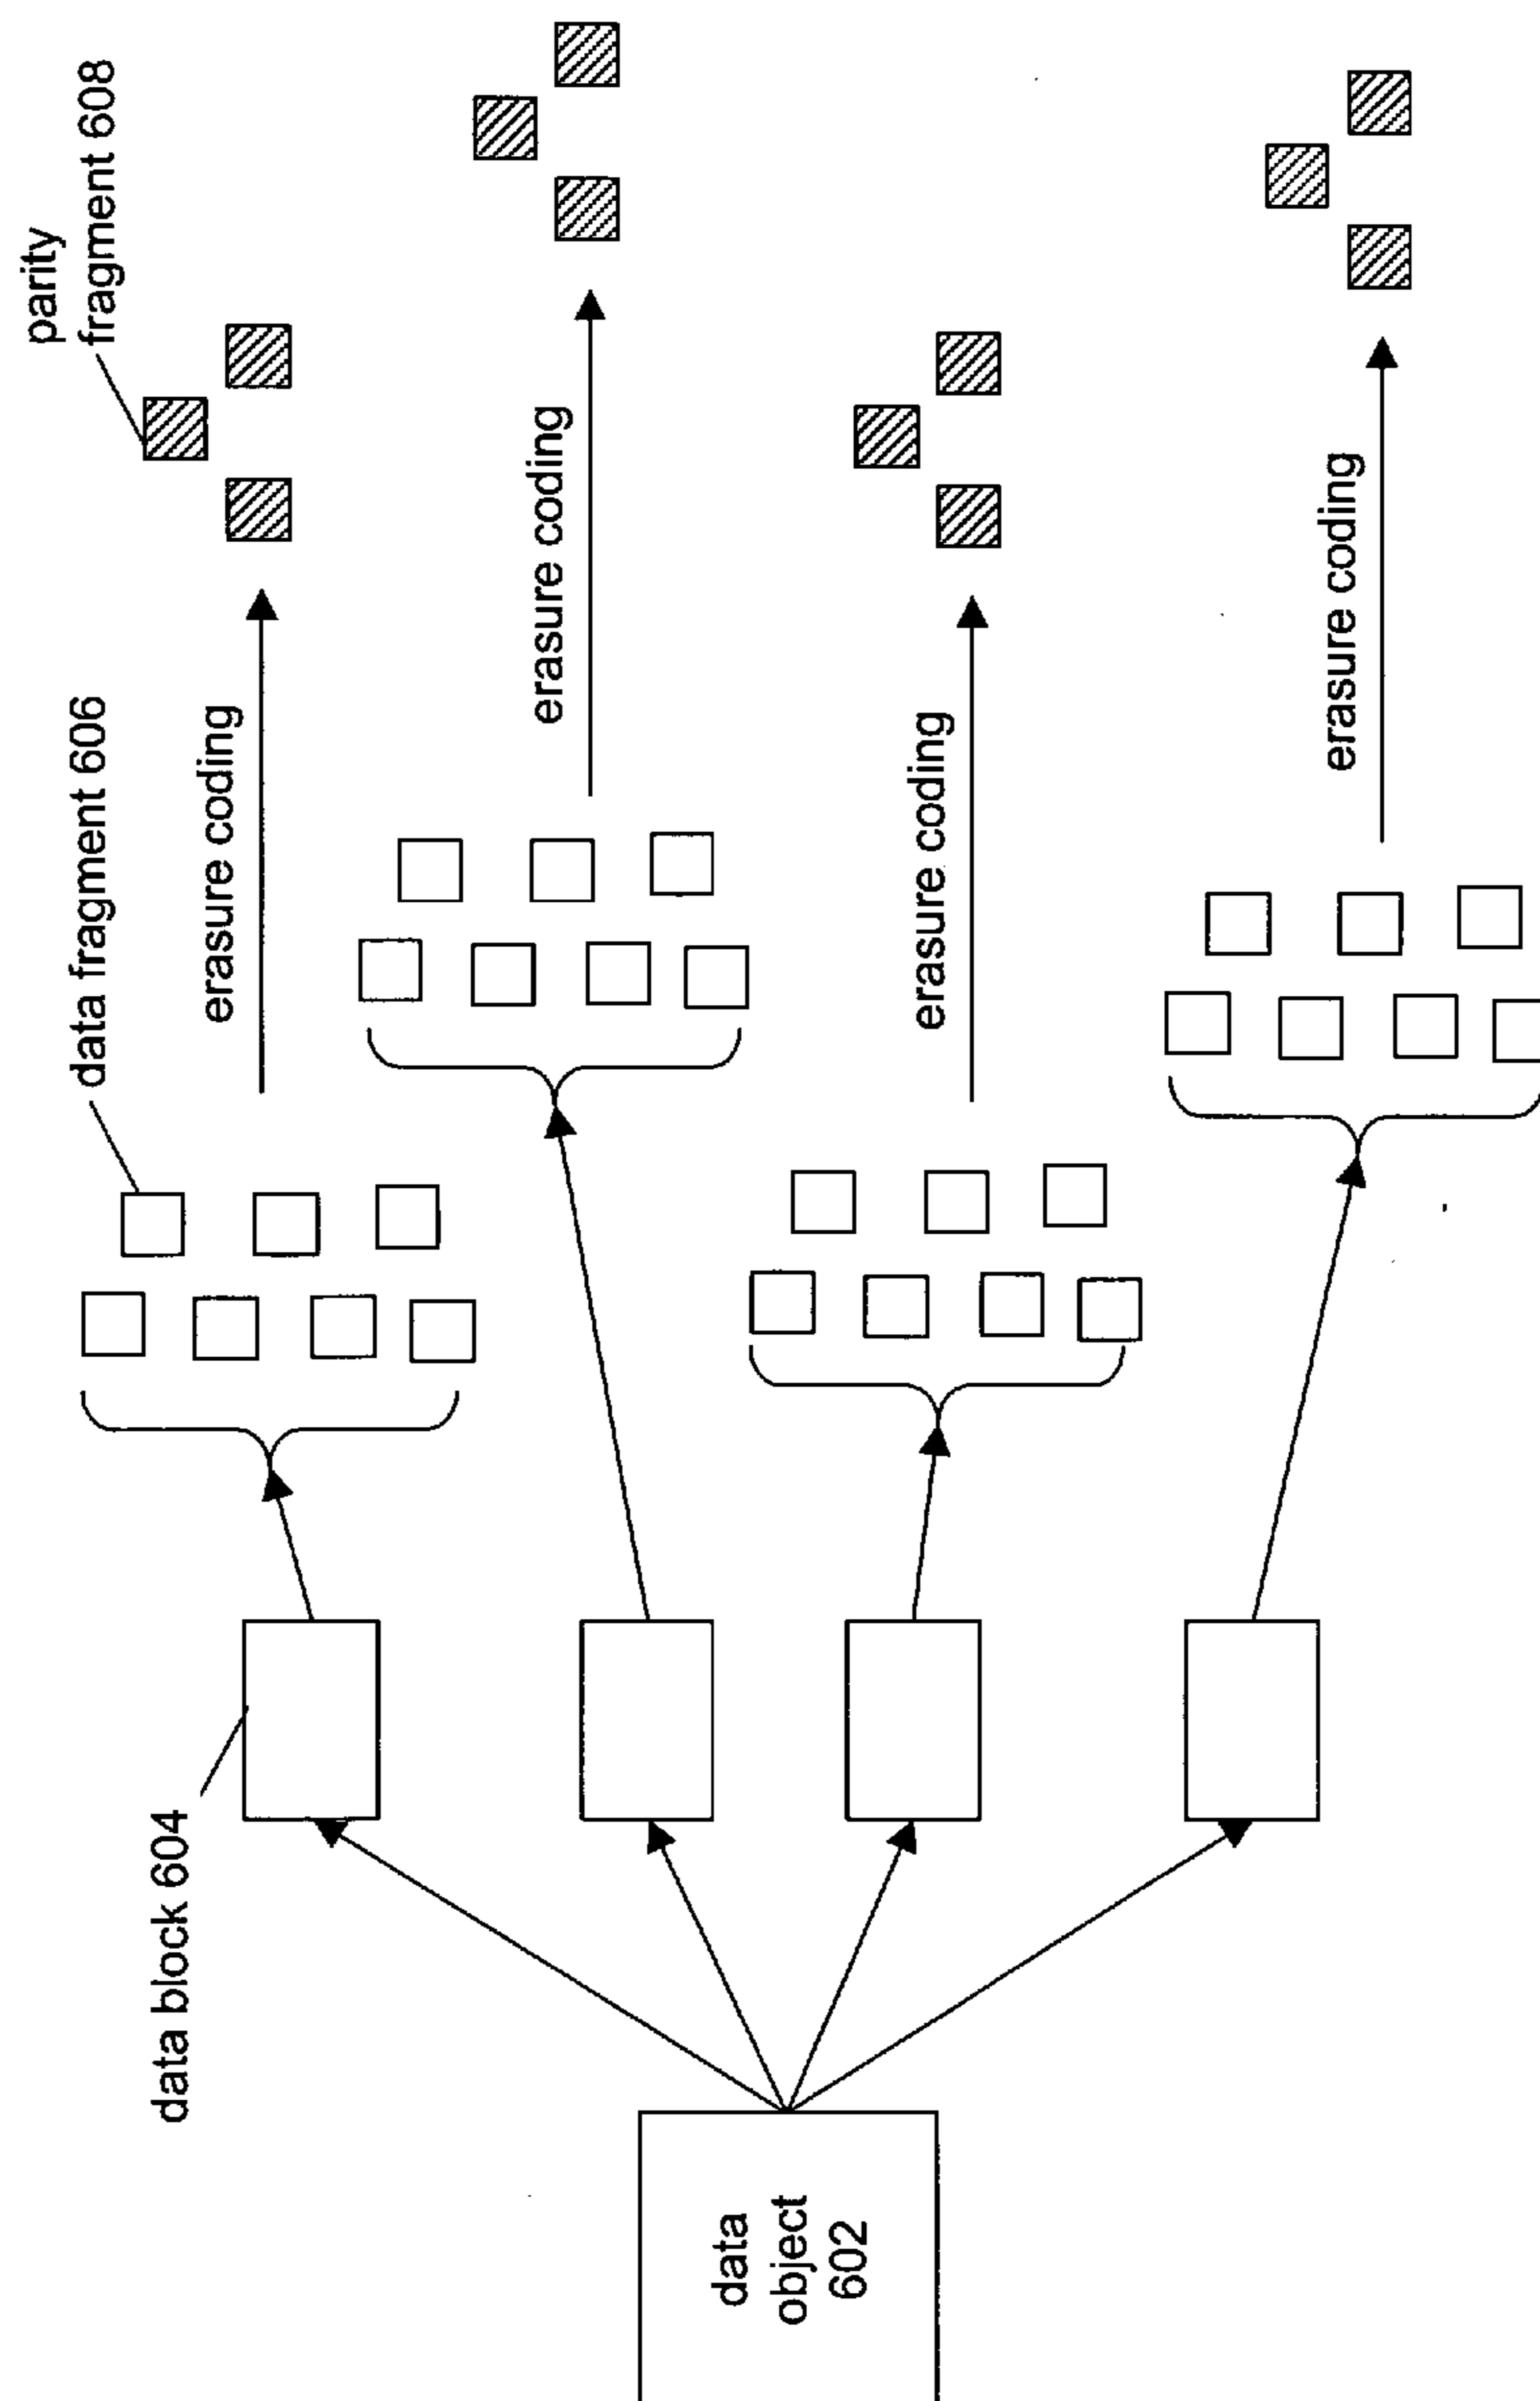 data
object
602
data block 604
data fragment 606
erasure coding
parity
fragment 608
erasure coding
erasure coding
erasure coding